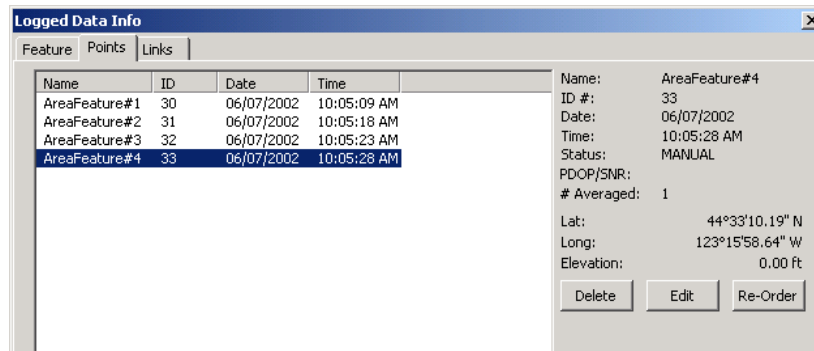 Logged Data Info
Feature Points Links
Name ID Date Time
AreaFeature#1 30 06/07/2002 10:05:09 AM
AreaFeature#2 31 06/07/2002 10:05:18 AM
AreaFeature#3 32 06/07/2002 10:05:23 AM
AreaFeature#4 33 06/07/2002 10:05:28 AM
Name: AreaFeature#4
ID #: 33
Date: 06/07/2002
Time: 10:05:28 AM
Status: MANUAL
PDOP/SNR:
# Averaged: 1
Lat: 44°33'10.19" N
Long: 123°15'58.64" W
Elevation: 0.00 ft
Delete Edit Re-Order